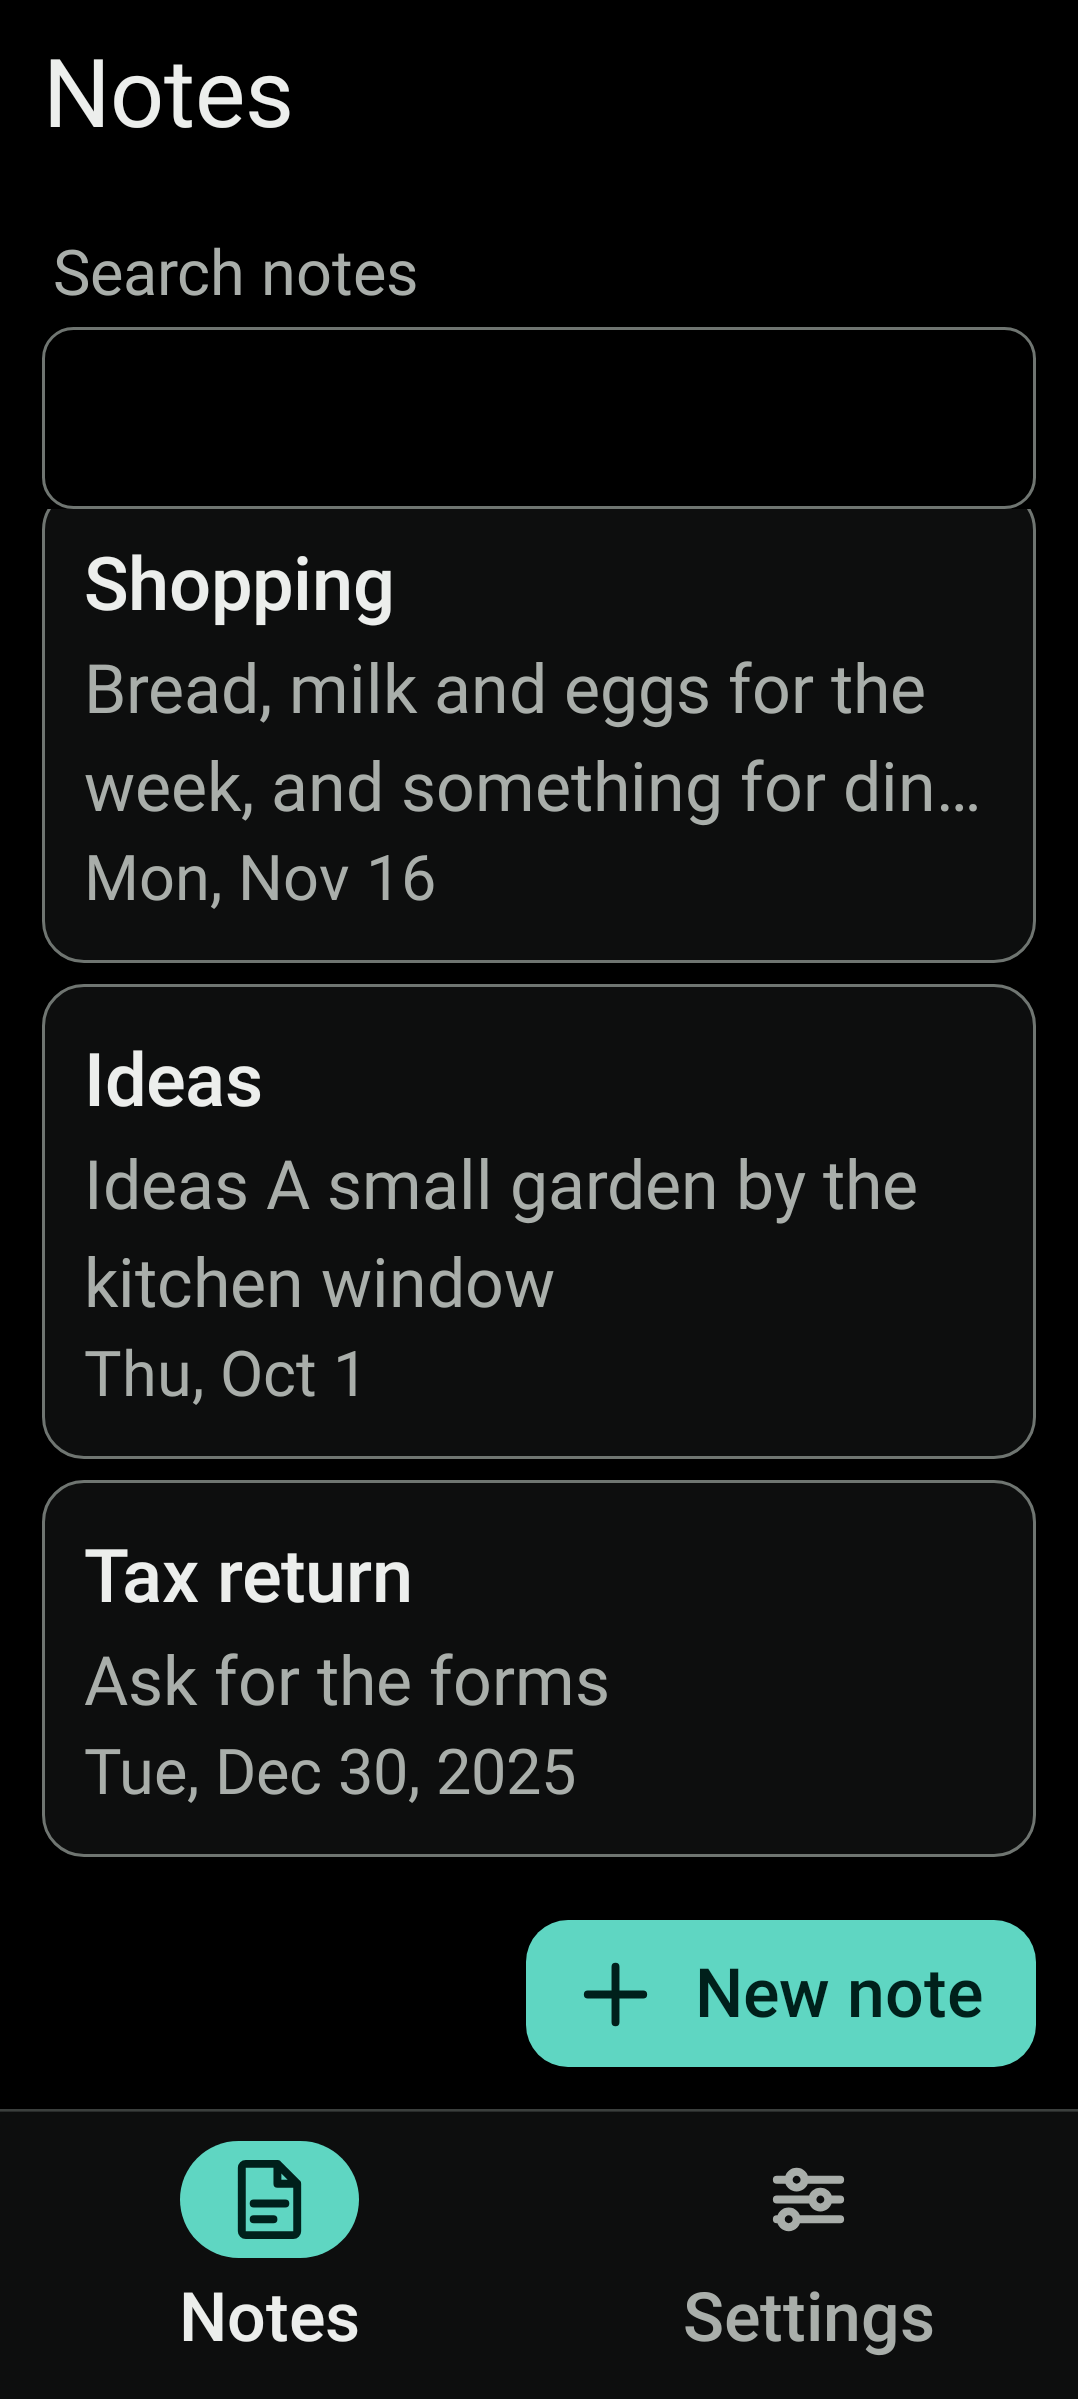 Notes
Search notes
Shopping
Bread, milk and eggs for the
week, and something for din…
Mon, Nov 16
Ideas
Ideas A small garden by the
kitchen window
Thu, Oct 1
Tax return
Ask for the forms
Tue, Dec 30, 2025
New note
Notes
Settings